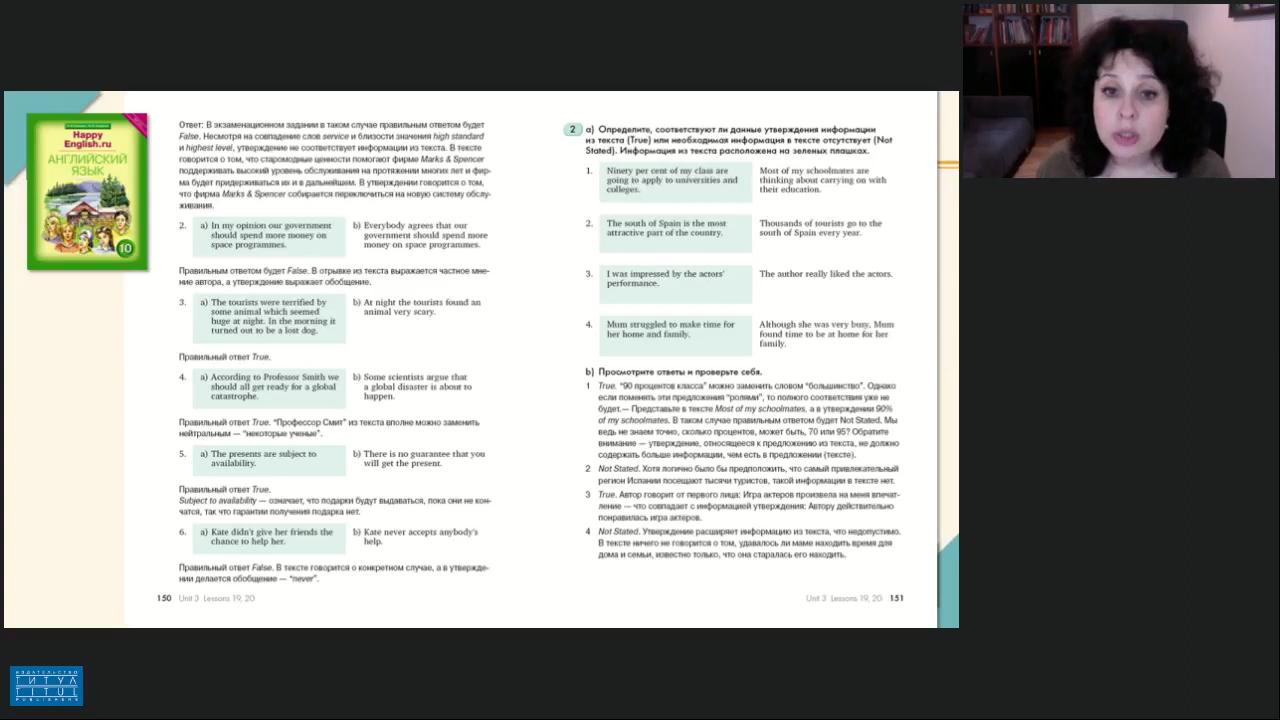 Happy
English.ru
АНГЛИЙСКИЙ
ЯЗЫК
10
Ответ: В экзаменационном задании в таком случае правильным ответом будет
False. Несмотря на совпадение слов service и близости значения high standard
и highest level, утверждение не соответствует информации из текста. В тексте
говорится о том, что старомодные ценности помогают фирме Marks & Spencer
поддерживать высокий уровень обслуживания на протяжении многих лет и фир-
ма будет придерживаться их и в дальнейшем. В утверждении говорится о том,
что фирма Marks & Spencer собирается переключиться на новую систему обслу-
живания.
2. a) In my opinion our government
should spend more money on
space programmes.
b) Everybody agrees that our
government should spend more
money on space programmes.
Правильным ответом будет False. В отрывке из текста выражается частное мне-
ние автора, а утверждение выражает обобщение.
3. a) The tourists were terrified by
some animal which seemed
huge at night. In the morning it
turned out to be a lost dog.
b) At night the tourists found an
animal very scary.
Правильный ответ True.
4. a) According to Professor Smith we
should all get ready for a global
catastrophe.
b) Some scientists argue that
a global disaster is about to
happen.
Правильный ответ True. “Профессор Смит” из текста вполне можно заменить
нейтральным — “некоторые ученые”.
5. a) The presents are subject to
availability.
b) There is no guarantee that you
will get the present.
Правильный ответ True.
Subject to availability — означает, что подарки будут выдаваться, пока они не кон-
чатся, так что гарантии получения подарка нет.
6. a) Kate didn't give her friends the
chance to help her.
b) Kate never accepts anybody's
help.
Правильный ответ False. В тексте говорится о конкретном случае, а в утвержде-
нии делается обобщение — “never”.
150 Unit 3 Lessons 19, 20
2 a) Определите, соответствуют ли данные утверждения информации
из текста (True) или необходимая информация в тексте отсутствует (Not
Stated). Информация из текста расположена на зеленых плашках.
1. Ninety per cent of my class are
going to apply to universities and
colleges.
Most of my schoolmates are
thinking about carrying on with
their education.
2. The south of Spain is the most
attractive part of the country.
Thousands of tourists go to the
south of Spain every year.
3. I was impressed by the actors'
performance.
The author really liked the actors.
4. Mum struggled to make time for
her home and family.
Although she was very busy, Mum
found time to be at home for her
family.
b) Просмотрите ответы и проверьте себя.
1 True. “90 процентов класса” можно заменить словом “большинство”. Однако
если поменять эти предложения “ролями”, то полного соответствия уже не
будет.— Представьте в тексте Most of my schoolmates, а в утверждении 90%
of my schoolmates. В таком случае правильным ответом будет Not Stated. Мы
ведь не знаем точно, сколько процентов, может быть, 70 или 95? Обратите
внимание — утверждение, относящееся к предложению из текста, не должно
содержать больше информации, чем есть в предложении (тексте).
2 Not Stated. Хотя логично было бы предположить, что самый привлекательный
регион Испании посещают тысячи туристов, такой информации в тексте нет.
3 True. Автор говорит от первого лица: Игра актеров произвела на меня впечат-
ление — что совпадает с информацией утверждения: Автору действительно
понравилась игра актеров.
4 Not Stated. Утверждение расширяет информацию из текста, что недопустимо.
В тексте ничего не говорится о том, удавалось ли маме находить время для
дома и семьи, известно только, что она старалась его находить.
Unit 3 Lessons 19, 20 151
ИЗДАТЕЛЬСТВО
ТИТУЛ
TITUL
PUBLISHERS